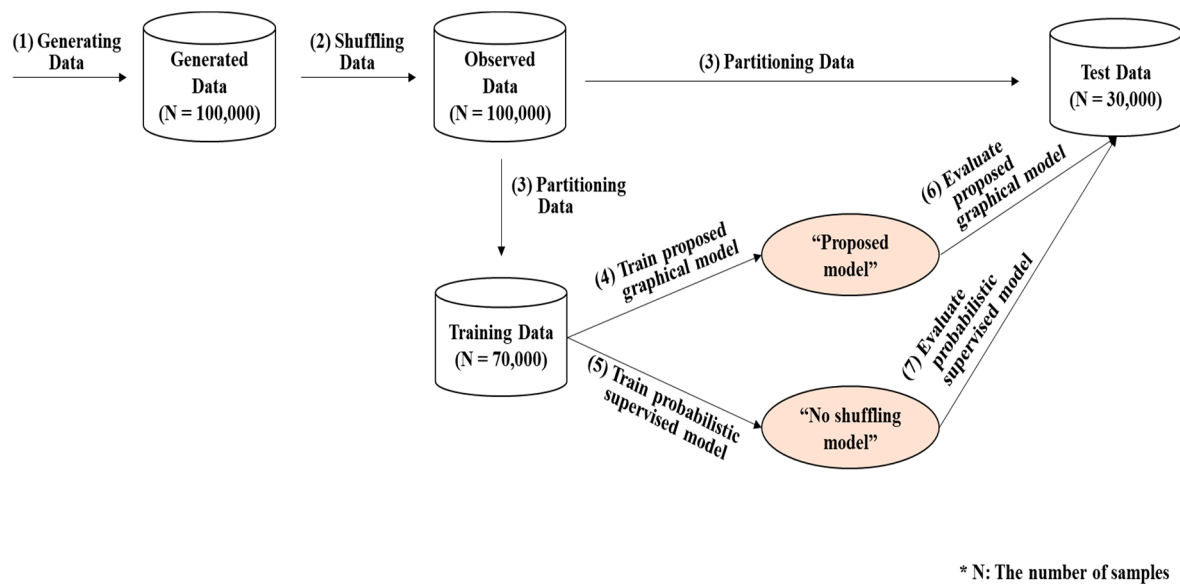 (1) Generating
Data
Generated
Data
(N = 100,000)
(2) Shuffling
Data
Observed
Data
(N = 100,000)
(3) Partitioning Data
Test Data
(N = 30,000)
(3) Partitioning
Data
Training Data
(N = 70,000)
(4) Train proposed
graphical model
“Proposed
model”
(6) Evaluate
proposed
graphical model
(5) Train probabilistic
supervised model
“No shuffling
model”
(7) Evaluate
probabilistic
supervised model
* N: The number of samples